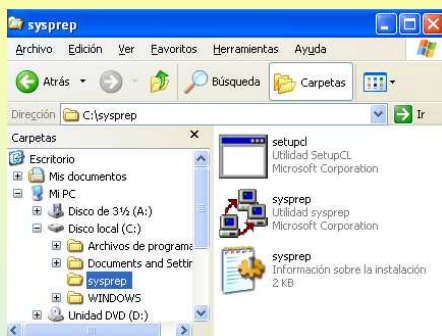 sysprep
Archivo Edición Ver Favoritos Herramientas Ayuda
Atrás Búsqueda Carpetas
Dirección C:\sysprep Ir
Carpetas
Escritorio
Mis documentos
Mi PC
Disco de 3½ (A:)
Disco local (C:)
Archivos de programa
Documents and Settin
sysprep
WINDOWS
Unidad DVD (D:)
setupcl
Utilidad SetupCL
Microsoft Corporation
sysprep
Utilidad sysprep
Microsoft Corporation
sysprep
Información sobre la instalación
2 KB